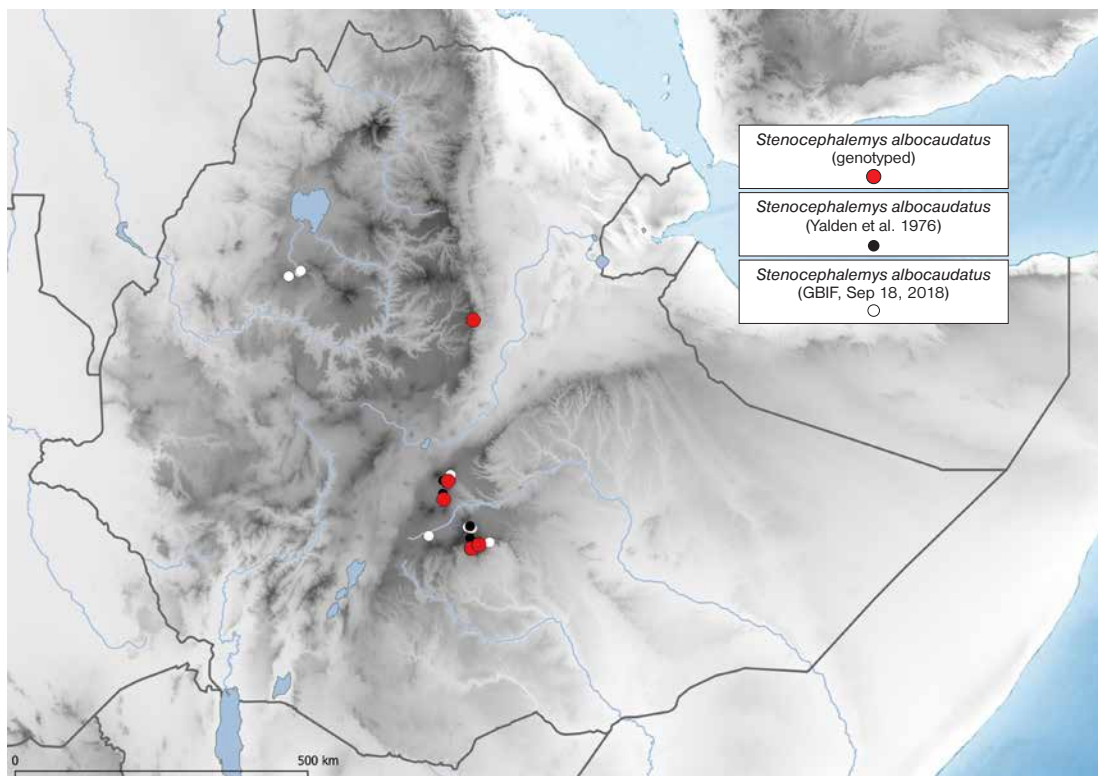 Stenocephalemys albocaudatus
(genotyped)
Stenocephalemys albocaudatus
(Yalden et al. 1976)
Stenocephalemys albocaudatus
(GBIF, Sep 18, 2018)
0
500 km